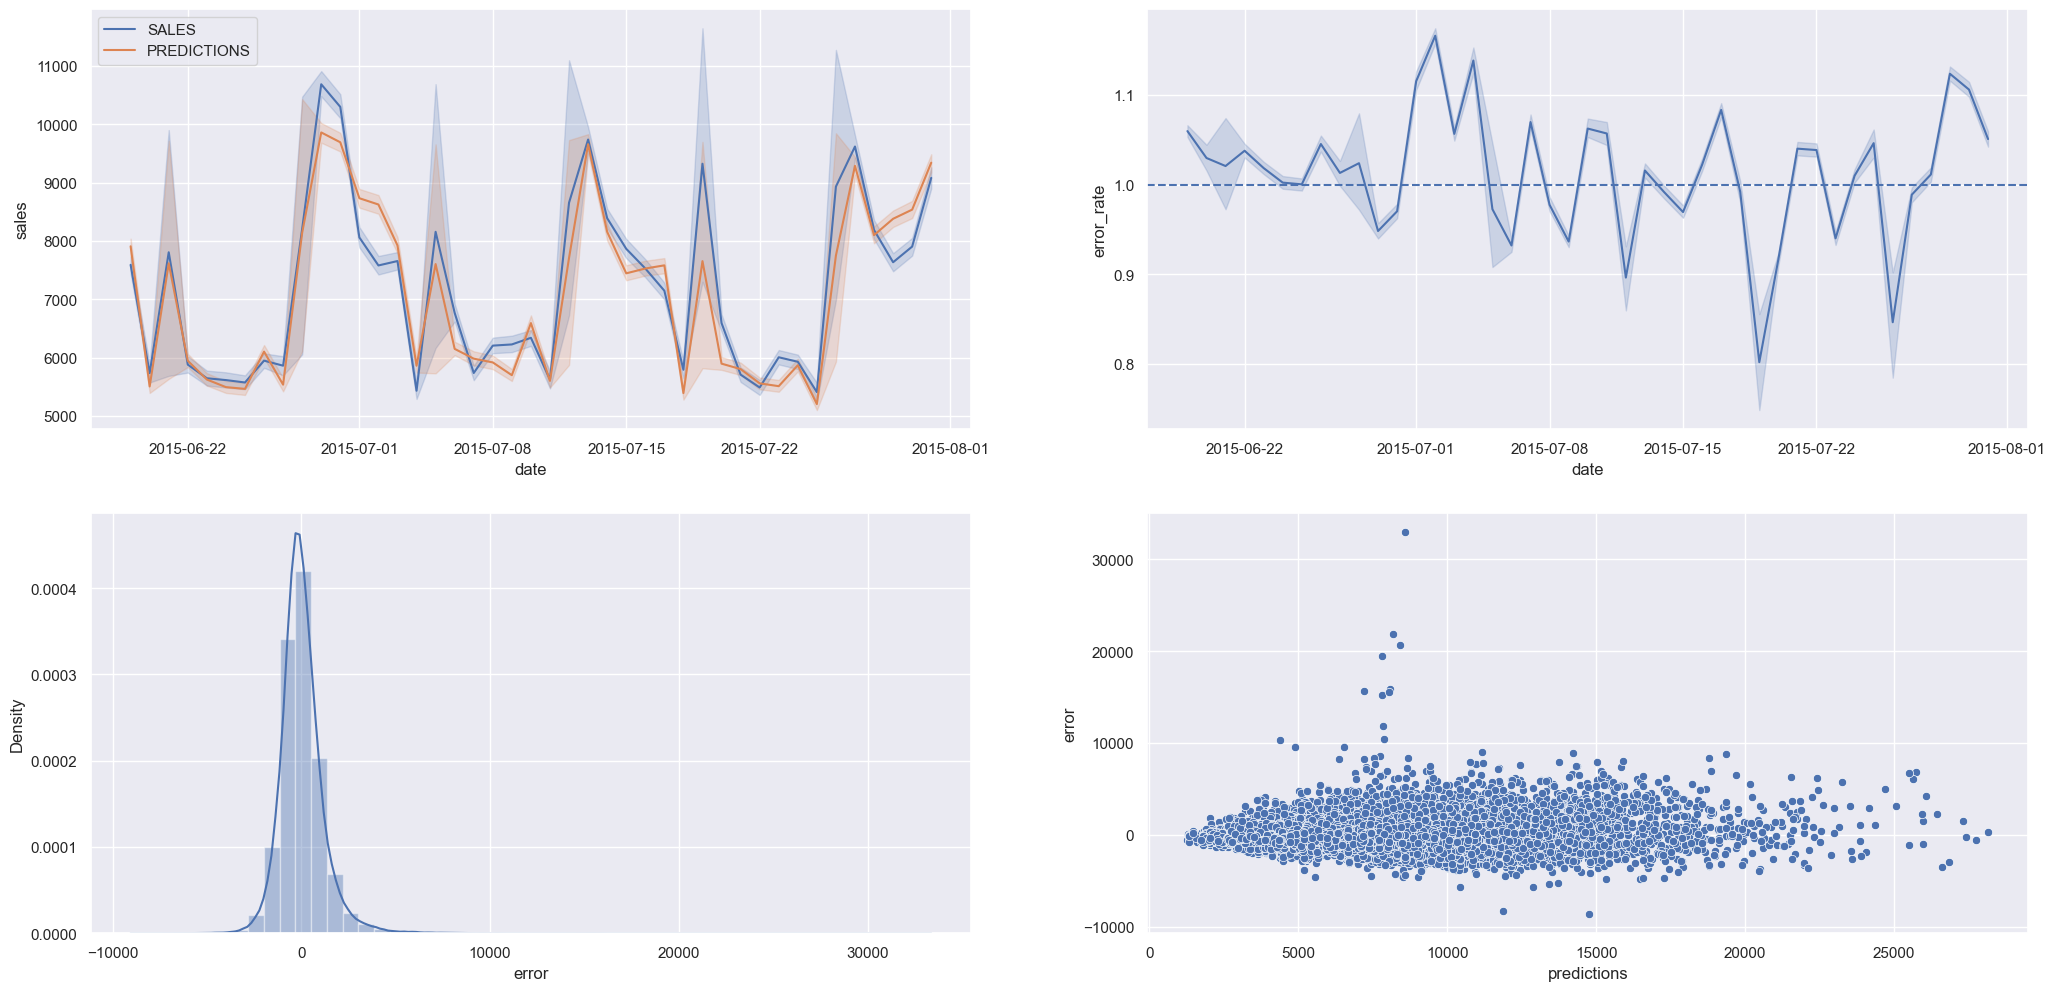 SALES
PREDICTIONS
11000
10000
9000
8000
7000
6000
5000
sales
2015-06-22 2015-07-01 2015-07-08 2015-07-15 2015-07-22 2015-08-01
date
1.1
1.0
0.9
0.8
error_rate
2015-06-22 2015-07-01 2015-07-08 2015-07-15 2015-07-22 2015-08-01
date
0.0004
0.0003
0.0002
0.0001
0.0000
Density
−10000 0 10000 20000 30000
error
30000
20000
10000
0
−10000
error
0 5000 10000 15000 20000 25000
predictions